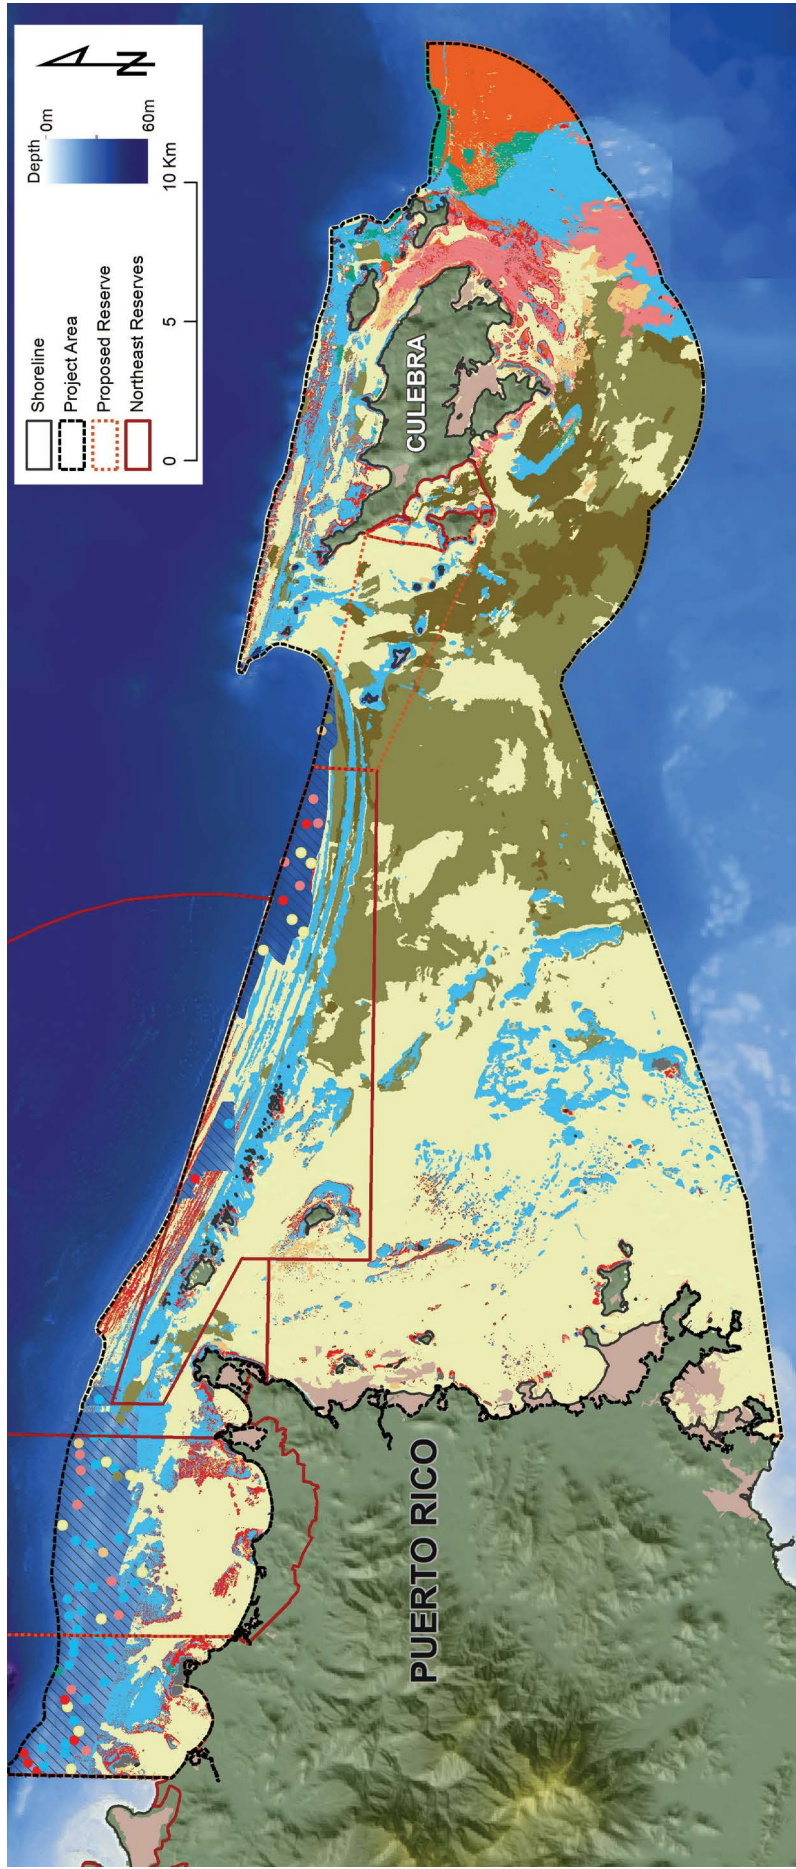 N
Depth
0m
60m
Shoreline
Project Area
Proposed Reserve
Northeast Reserves
0 5 10 Km
CULEBRA
PUERTO RICO